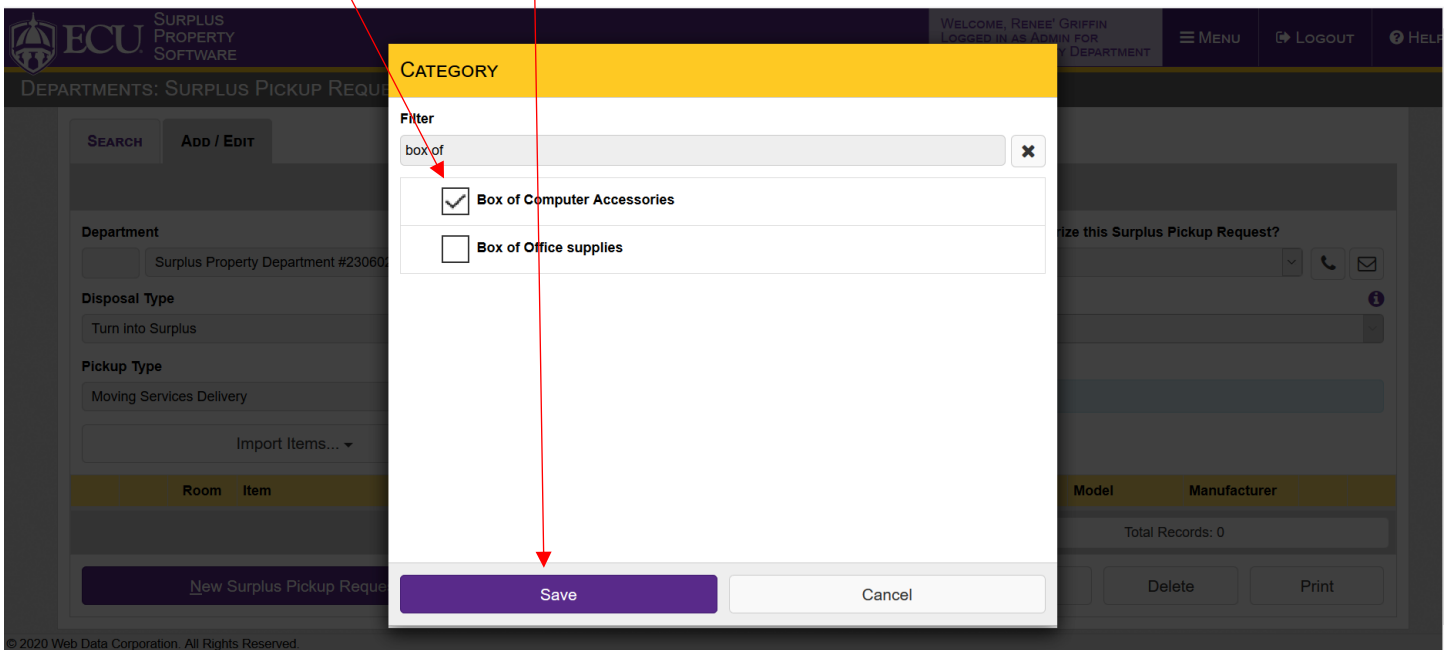 ECU
SURPLUS
PROPERTY
SOFTWARE
WELCOME, RENEE' GRIFFIN
LOGGED IN AS ADMIN FOR
Y DEPARTMENT
MENU
LOGOUT
HELP
DEPARTMENTS: SURPLUS PICKUP REQUE
CATEGORY
SEARCH
ADD / EDIT
Filter
box of
Box of Computer Accessories
Box of Office supplies
Department
rize this Surplus Pickup Request?
Surplus Property Department #230602
Disposal Type
Turn into Surplus
Pickup Type
Moving Services Delivery
Import Items...
Room Item Model Manufacturer
Total Records: 0
New Surplus Pickup Reque
Save
Cancel
Delete
Print
© 2020 Web Data Corporation. All Rights Reserved.